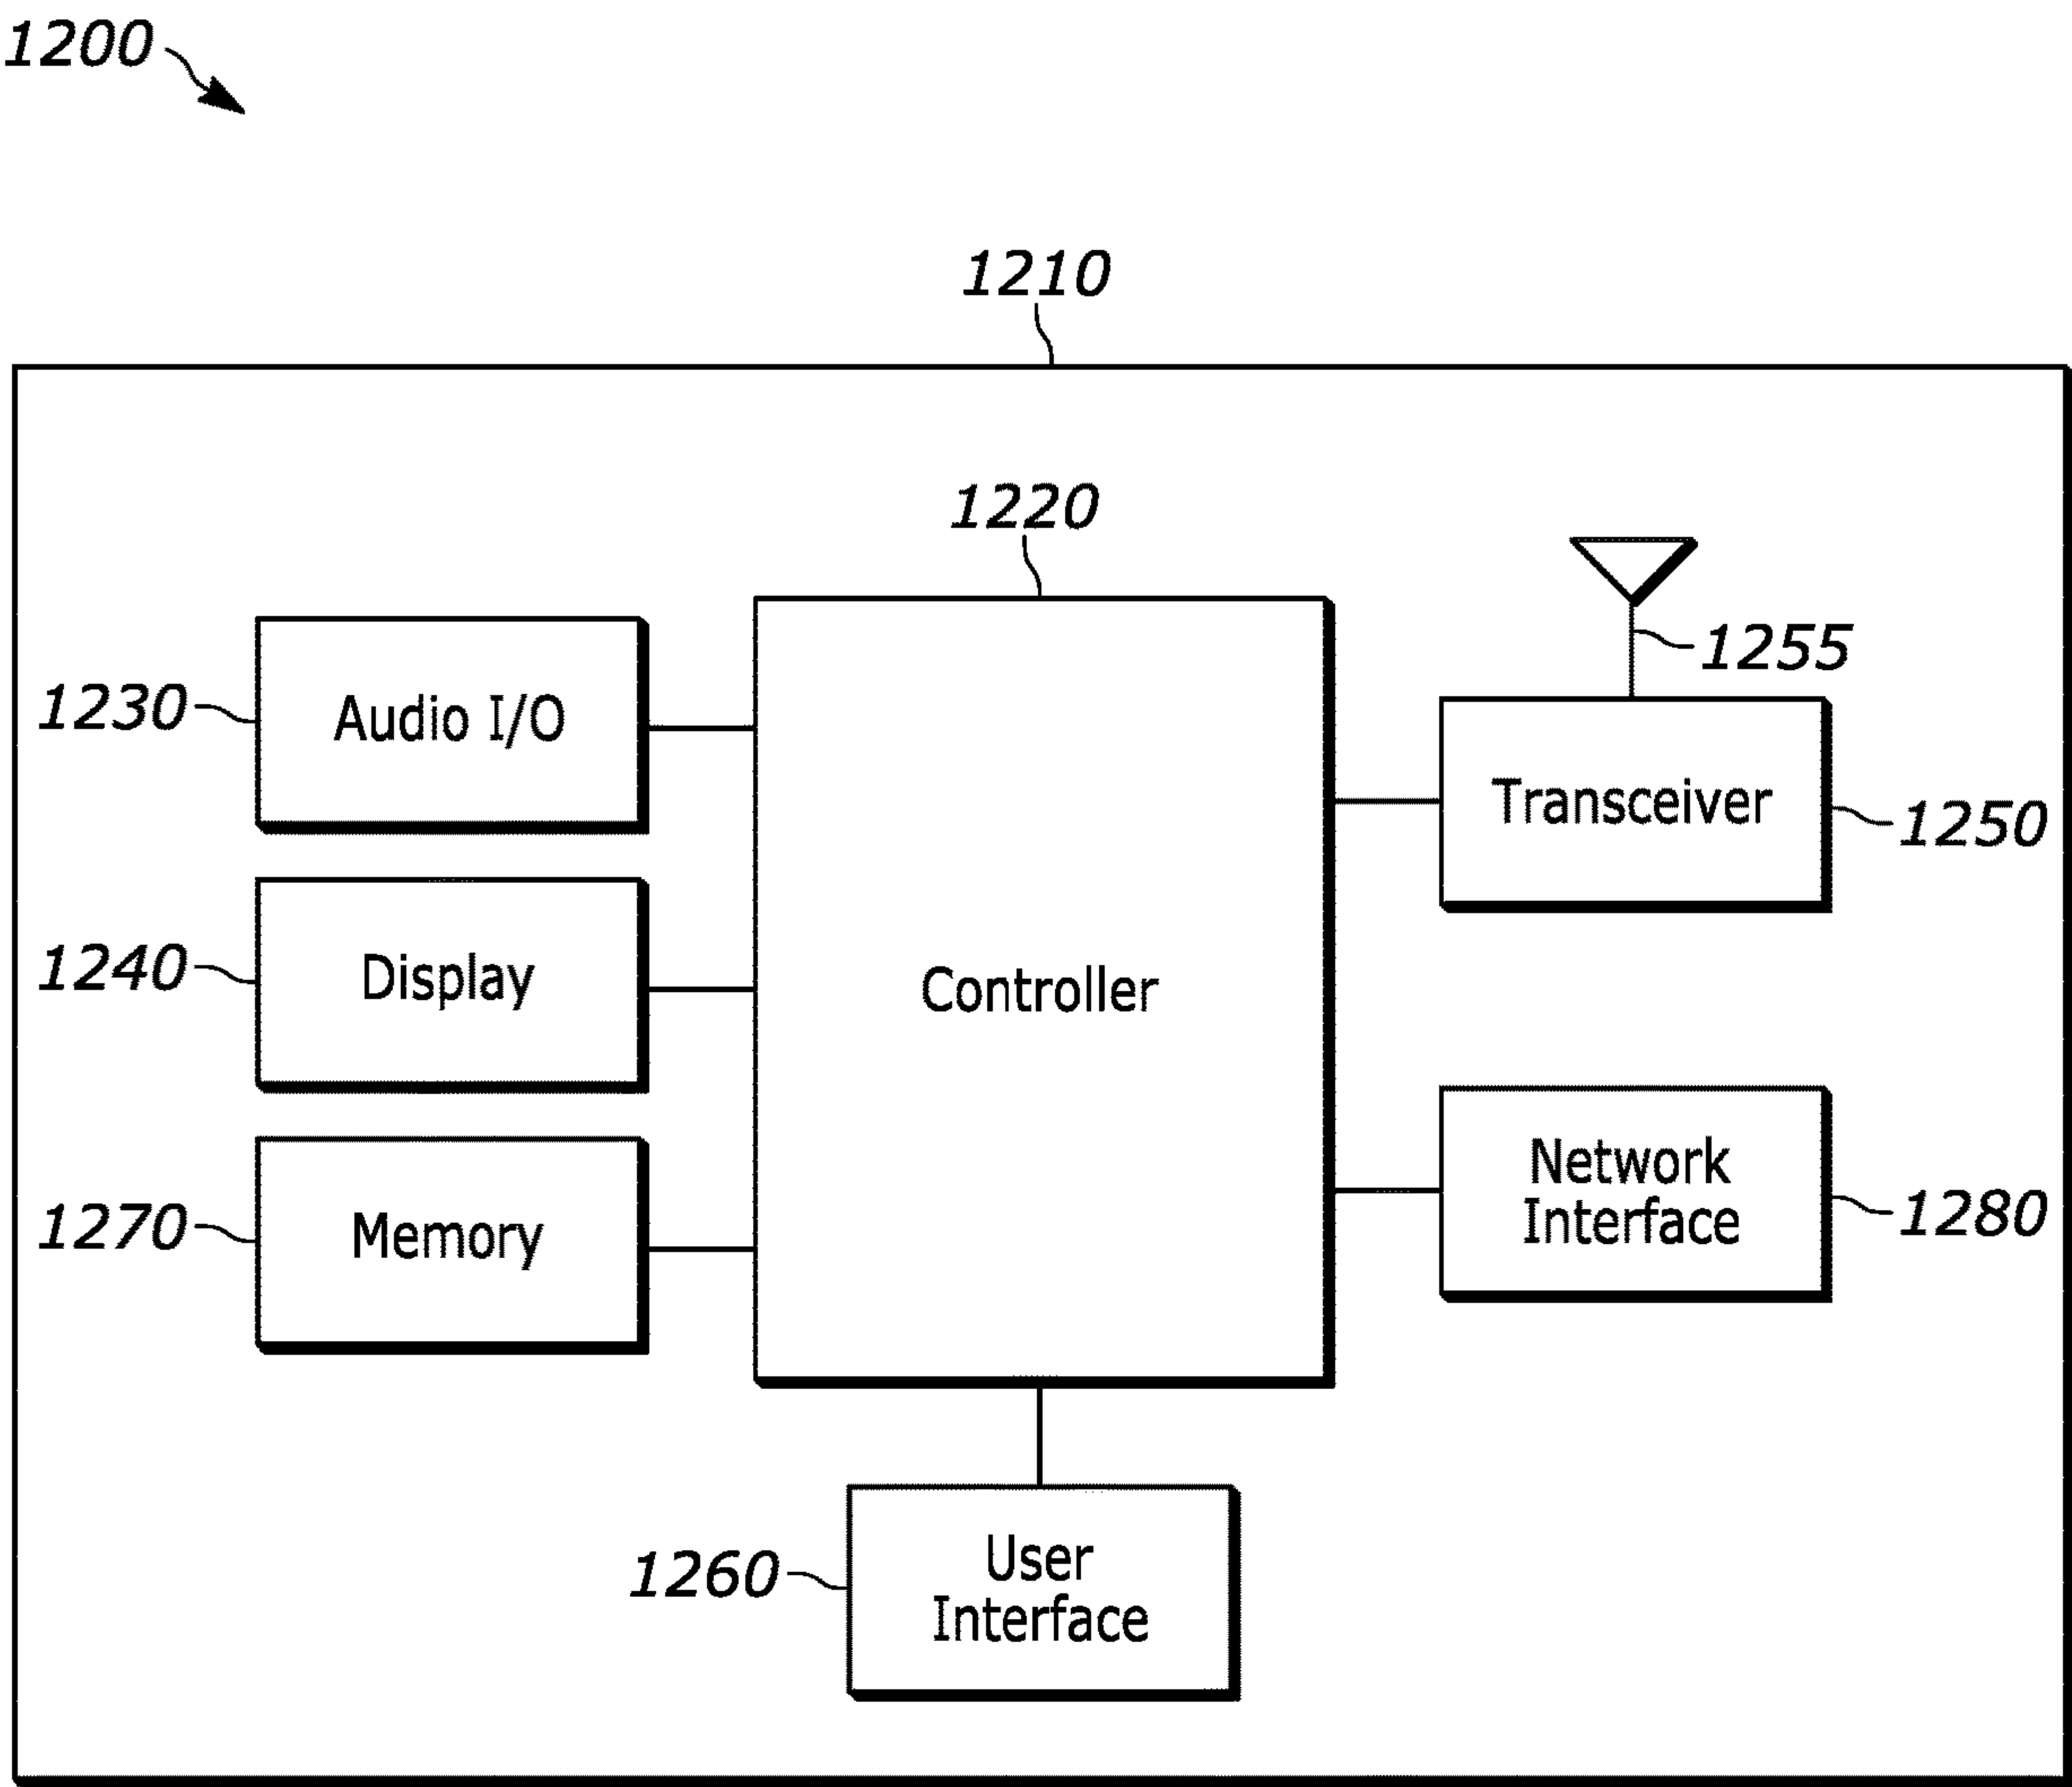 1200
1210
1220
1255
1230
Audio I/O
Transceiver
1250
1240
Display
Controller
Network
Interface
1280
1270
Memory
1260
User
Interface